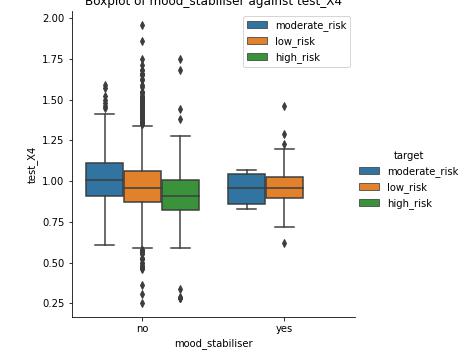 Boxplot of mood_stabiliser against test_X4
moderate_risk
low_risk
high_risk
2.00
1.75
1.50
1.25
1.00
0.75
0.50
0.25
test_X4
no
yes
mood_stabiliser
target
moderate_risk
low_risk
high_risk